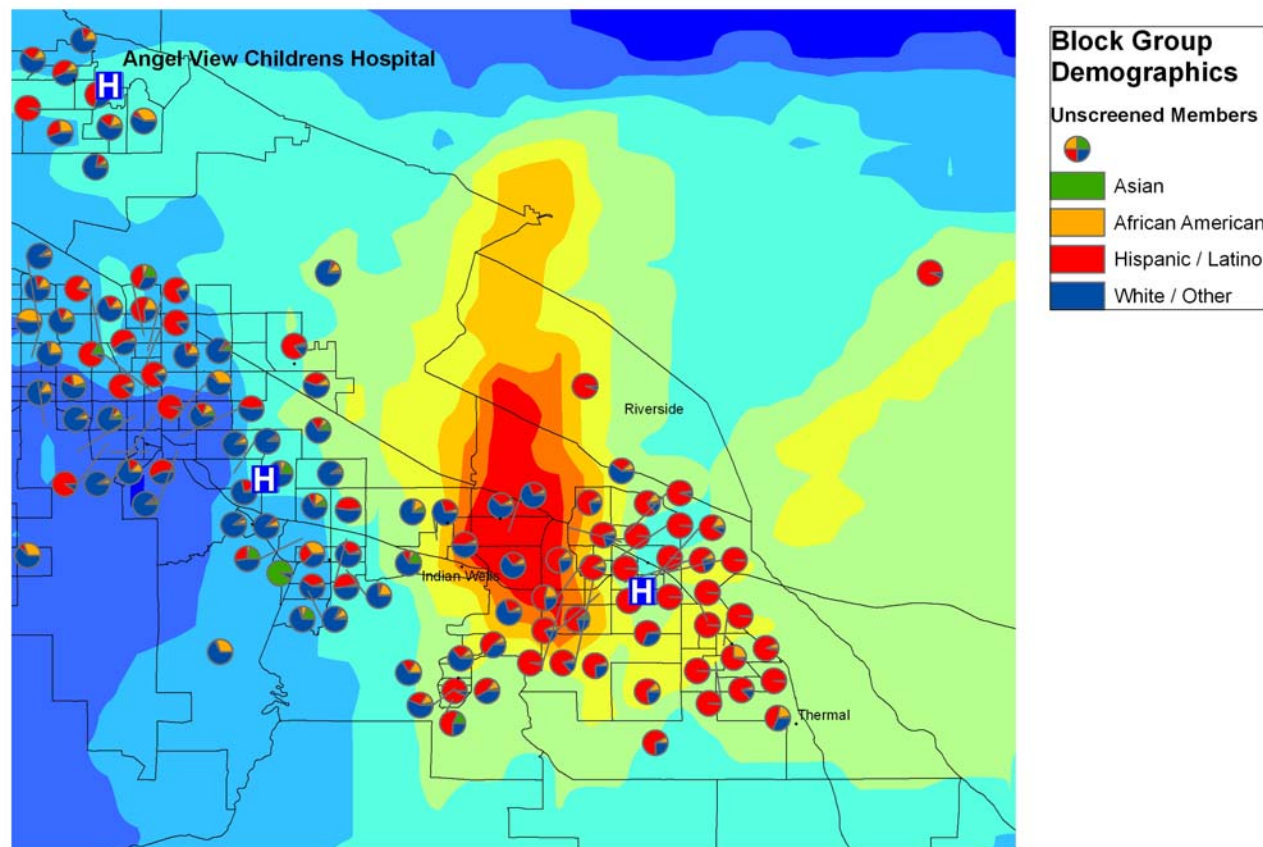 Angel View Childrens Hospital
H
H
H
Riverside
Indian Wells
Thermal
Block Group
Demographics
Unscreened Members
Asian
African American
Hispanic / Latino
White / Other